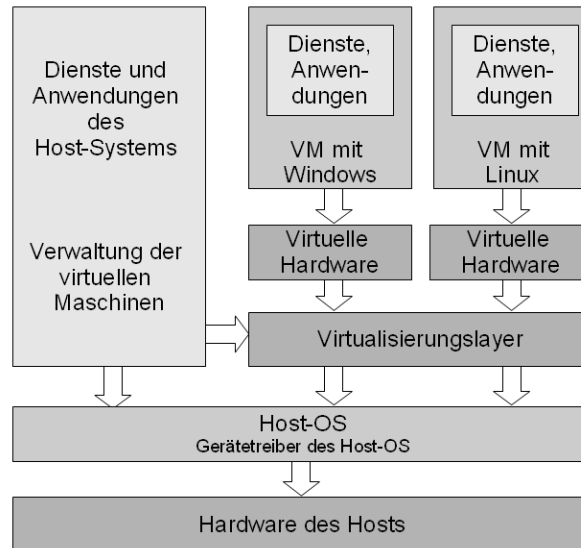 Dienste und
Anwendungen
des
Host-Systems
Verwaltung der
virtuellen
Maschinen
Dienste,
Anwen-
dungen
VM mit
Windows
Dienste,
Anwen-
dungen
VM mit
Linux
Virtuelle
Hardware
Virtuelle
Hardware
Virtualisierungslayer
Host-OS
Gerätetreiber des Host-OS
Hardware des Hosts